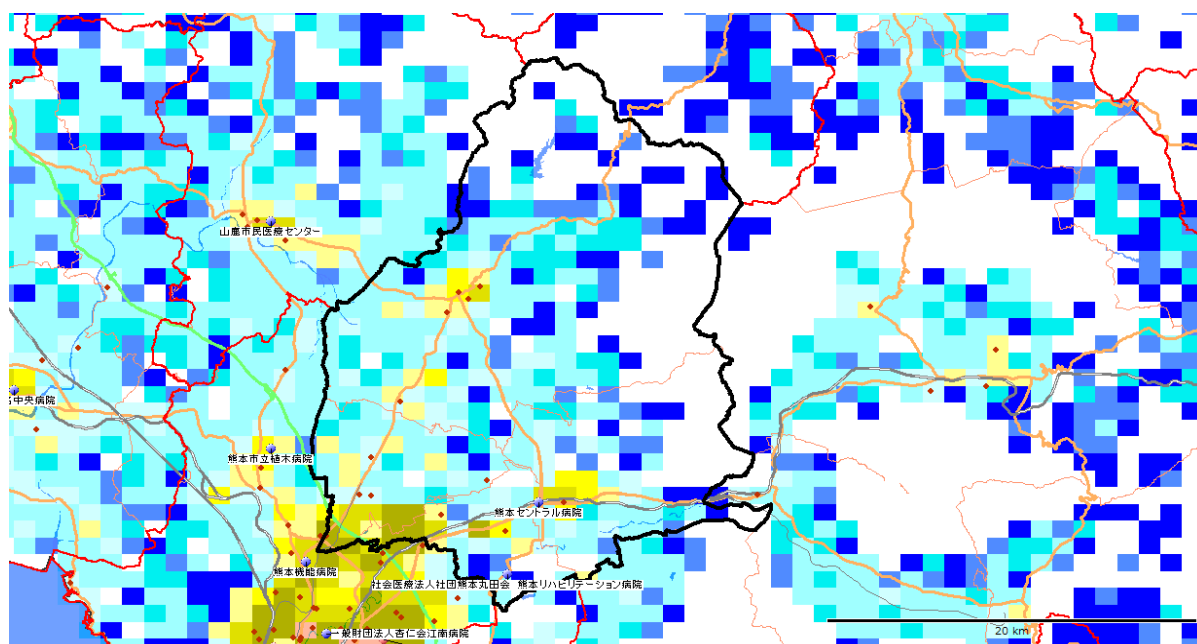 山鹿市民医療センター
名中央病院
熊本市立植木病院
熊本セントラル病院
熊本機能病院
社会医療法人社団熊本丸田会 熊本リハビリテーション病院
一般財団法人杏仁会江南病院
20 km